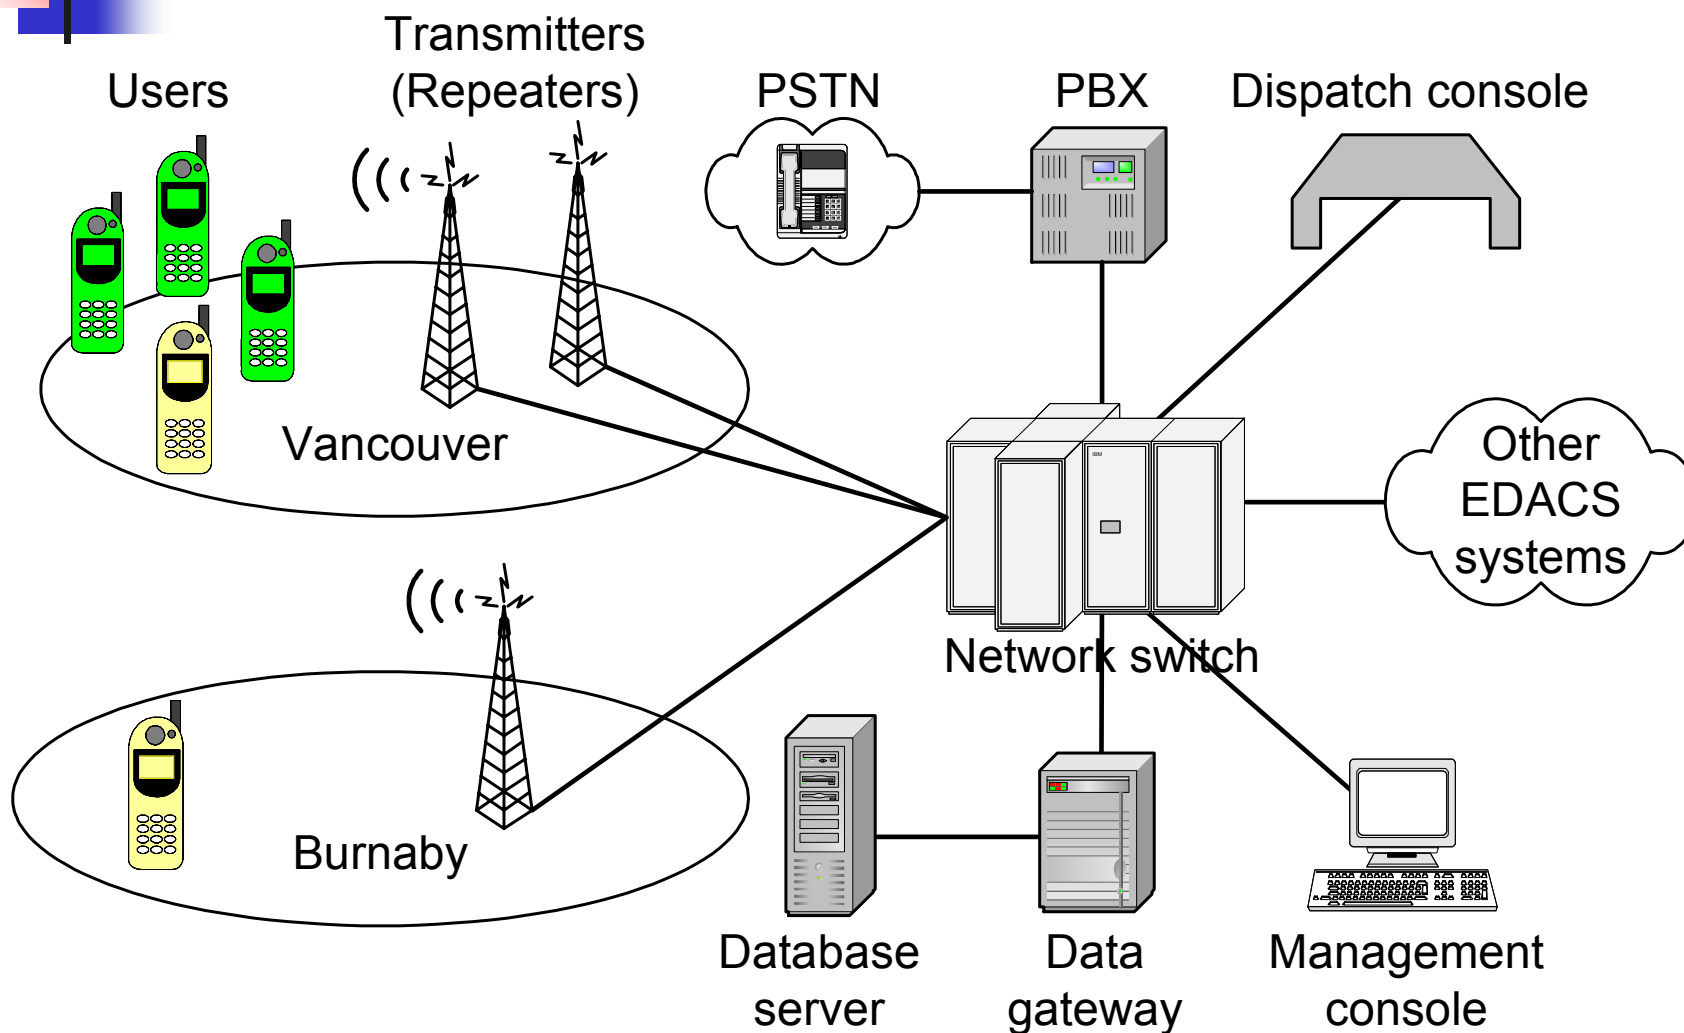 Users
Transmitters
(Repeaters)
PSTN
PBX
Dispatch console
Vancouver
IBM
Other
EDACS
systems
Network switch
Burnaby
Database
server
Data
gateway
Management
console